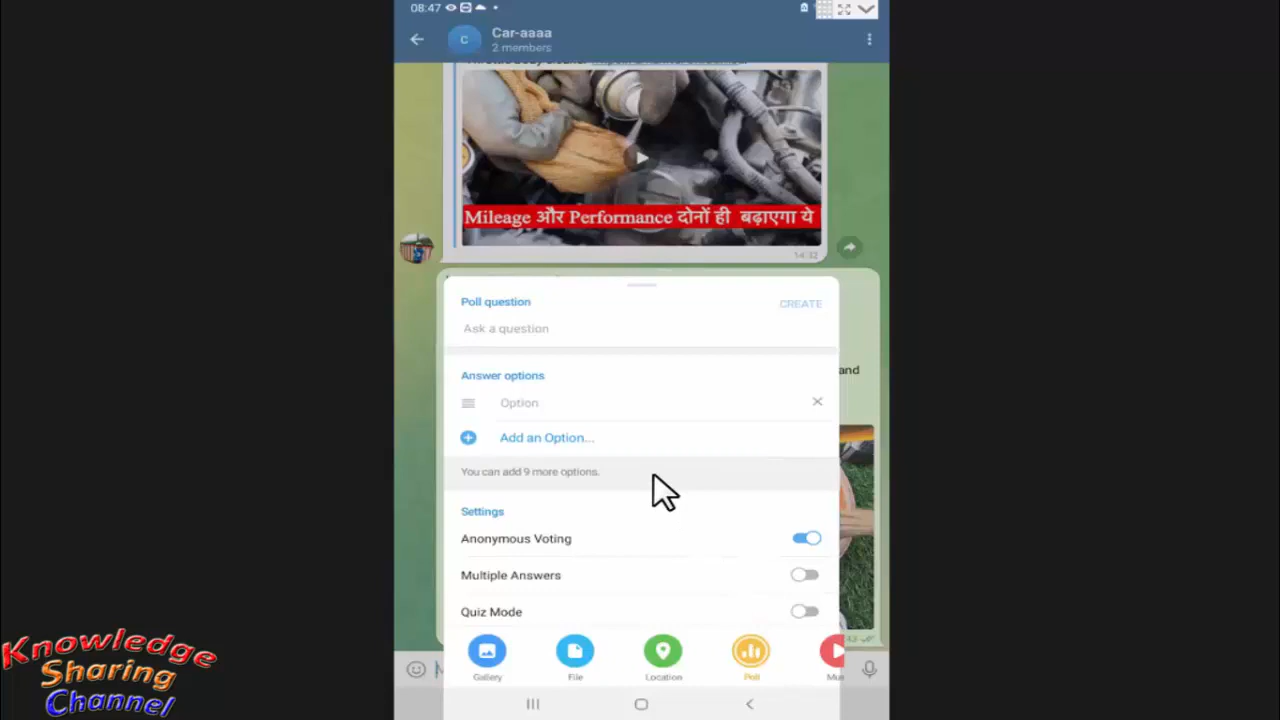 08:47
Car-aaaa
C
2 members
Mileage और Performance दोनों ही बढ़ाएगा ये
14:32
Poll question
CREATE
Ask a question
Answer options
and
Option
Add an Option...
You can add 9 more options.
Settings
Anonymous Voting
Multiple Answers
Quiz Mode
Gallery
File
Location
Poll
Mus
Knowledge
Sharing
Channel